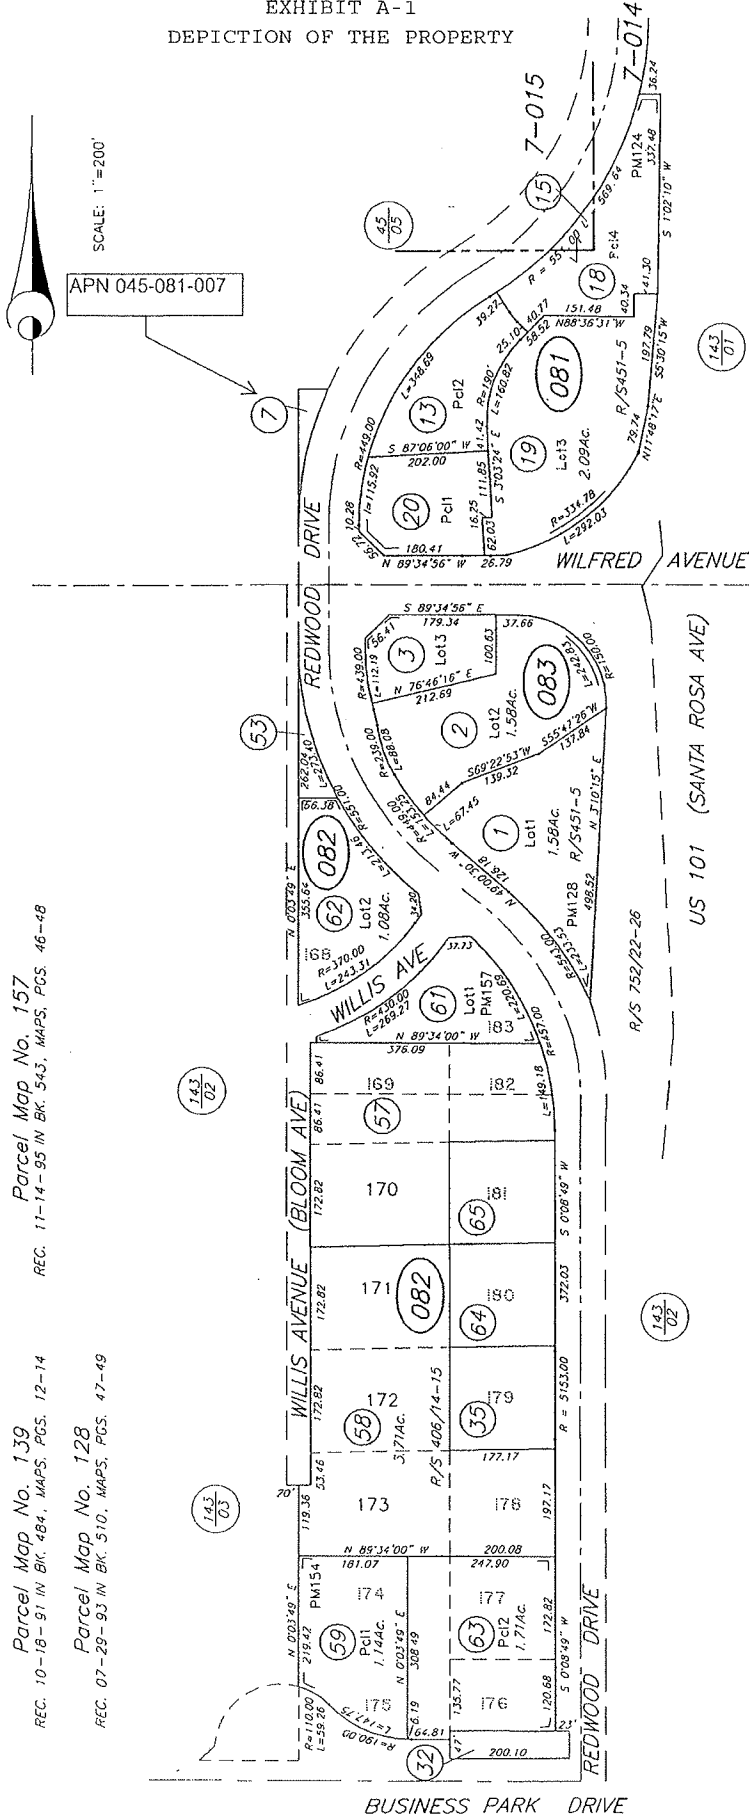 EXHIBIT A-1
DEPICTION OF THE PROPERTY
SCALE: 1"=200'
APN 045-081-007
7-015
7-014
45
05
15
36.24
PM124
337.48
S 1°02'10" W
569.64
18
Pcl4
41.30
40.34
151.48
N88°36'31"W
40.77
58.52
25.10
39.27
7
L=348.69
R=449.00
13
Pcl2
R=190'
L=160.82
081
R/S451-5
197.79
S5°30'15"W
143
01
S 87°06'00" W
202.00
41.42
S 3°03'24" E
111.85
19
Lot3
2.09Ac.
79.74
N11°48'17"E
10.28
20
Pcl1
16.25
62.03
56.72
180.41
N 89°34'56" W
26.79
R=334.78
L=292.03
REDWOOD DRIVE
WILFRED AVENUE
S 89°34'56" E
179.34
37.66
56.41
3
Lot3
100.63
R=439.00
L=112.19
N 76°46'16" E
212.69
083
L=242.83
R=150.00
53
262.04
L=273.40
R=239.00
L=88.08
2
Lot2
1.58Ac.
S55°47'26"W
137.84
S69°22'53"W
139.32
56.38
R=551.00
L=213.46
84.44
R=449.00
L=153.25
L=67.45
1
Lot1
1.58Ac.
R/S451-5
N 3°10'15" E
498.52
N 49°00'30" W
126.18
PM128
US 101 (SANTA ROSA AVE)
R/S 752/22-26
N 0°03'49" E
355.64
082
62
Lot2
1.08Ac.
168
34.20
R=370.00
L=243.31
WILLIS AVE
R=543.00
L=233.53
R=430.00
L=269.27
37.73
61
Lot1
PM157
L=220.69
183
R=457.00
N 89°34'00" W
376.09
Parcel Map No. 157
REC. 11-14-95 IN BK. 543, MAPS, PGS. 46-48
143
02
86.41
169
182
L=149.18
86.41
57
WILLIS AVENUE (BLOOM AVE)
172.82
170
181
65
S 0°08'49" W
372.03
172.82
171
082
180
64
143
02
172.82
172
58
3.71Ac.
R/S 406/14-15
179
35
R = 5153.00
177.17
53.46
70'
143
03
119.36
173
178
197.17
N 89°34'00" W
200.08
Parcel Map No. 139
REC. 10-18-91 IN BK. 484, MAPS, PGS. 12-14
Parcel Map No. 128
REC. 07-29-93 IN BK. 510, MAPS, PGS. 47-49
181.07
247.90
PM154
174
177
N 0°03'49" E
219.42
59
Pcl1
1.14Ac.
N 0°03'49" E
308.49
63
Pcl2
1.71Ac.
122.82
S 0°08'49" W
175
R=110.00
L=59.26
L=147.75
R=190.00
6.19
64.81
135.77
176
120.68
23'
47'
32
200.10
REDWOOD DRIVE
BUSINESS PARK DRIVE